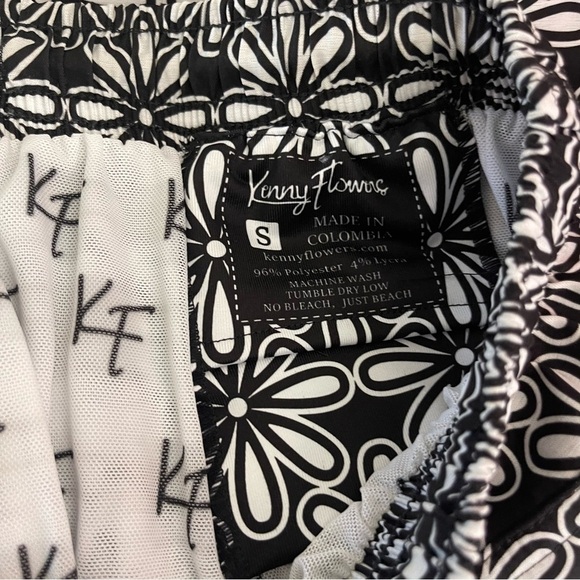 Kenny Flowers
S
MADE IN
COLOMBIA
kennyflowers.com
96% Polyester 4% Lycra
MACHINE WASH
TUMBLE DRY LOW
NO BLEACH, JUST BEACH
KF
KF
KF
KF
KF